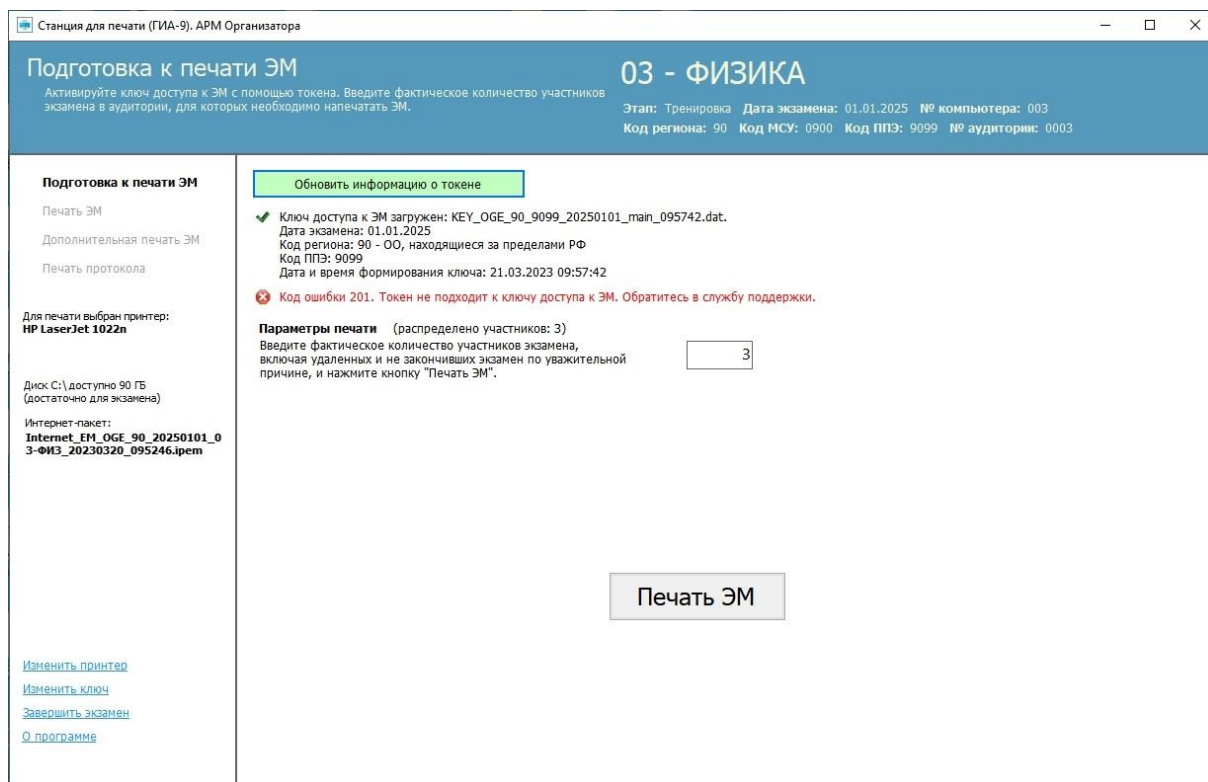 Станция для печати (ГИА-9). АРМ Организатора
Подготовка к печати ЭМ
Активируйте ключ доступа к ЭМ с помощью токена. Введите фактическое количество участников
экзамена в аудитории, для которых необходимо напечатать ЭМ.
03 - ФИЗИКА
Этап: Тренировка Дата экзамена: 01.01.2025 № компьютера: 003
Код региона: 90 Код МСУ: 0900 Код ППЭ: 9099 № аудитории: 0003
Подготовка к печати ЭМ
Печать ЭМ
Дополнительная печать ЭМ
Печать протокола
Для печати выбран принтер:
HP LaserJet 1022n
Диск C:\ доступно 90 ГБ
(достаточно для экзамена)
Интернет-пакет:
Internet_EM_OGE_90_20250101_0
3-ФИЗ_20230320_095246.ipem
Изменить принтер
Изменить ключ
Завершить экзамен
О программе
Обновить информацию о токене
Ключ доступа к ЭМ загружен: KEY_OGE_90_9099_20250101_main_095742.dat.
Дата экзамена: 01.01.2025
Код региона: 90 - ОО, находящиеся за пределами РФ
Код ППЭ: 9099
Дата и время формирования ключа: 21.03.2023 09:57:42
Код ошибки 201. Токен не подходит к ключу доступа к ЭМ. Обратитесь в службу поддержки.
Параметры печати (распределено участников: 3)
Введите фактическое количество участников экзамена,
включая удаленных и не закончивших экзамен по уважительной
причине, и нажмите кнопку "Печать ЭМ".
3
Печать ЭМ